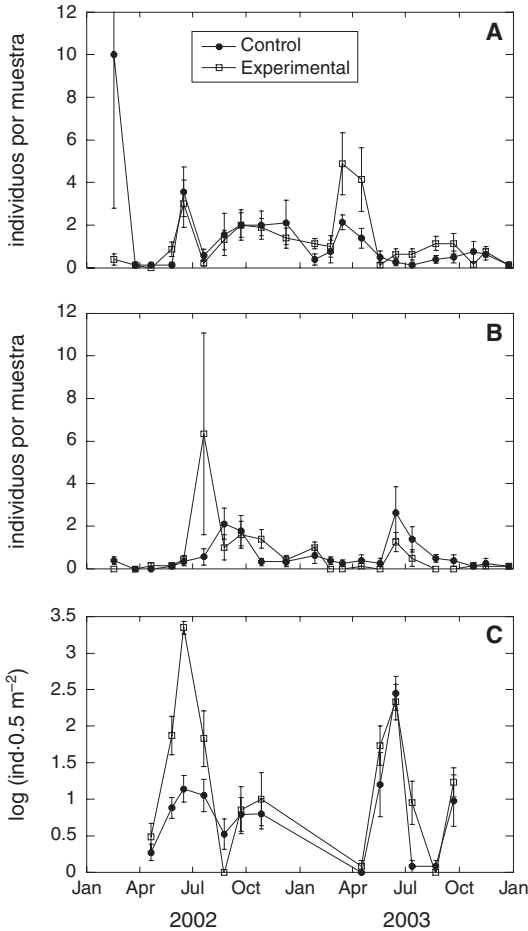 12
10
8
6
4
2
0
individuos por muestra
Control
Experimental
A
12
10
8
6
4
2
0
individuos por muestra
B
3.5
3
2.5
2
1.5
1
0.5
0
log (ind·0.5 m⁻²)
C
Jan Apr Jul Oct Jan Apr Jul Oct Jan
2002 2003